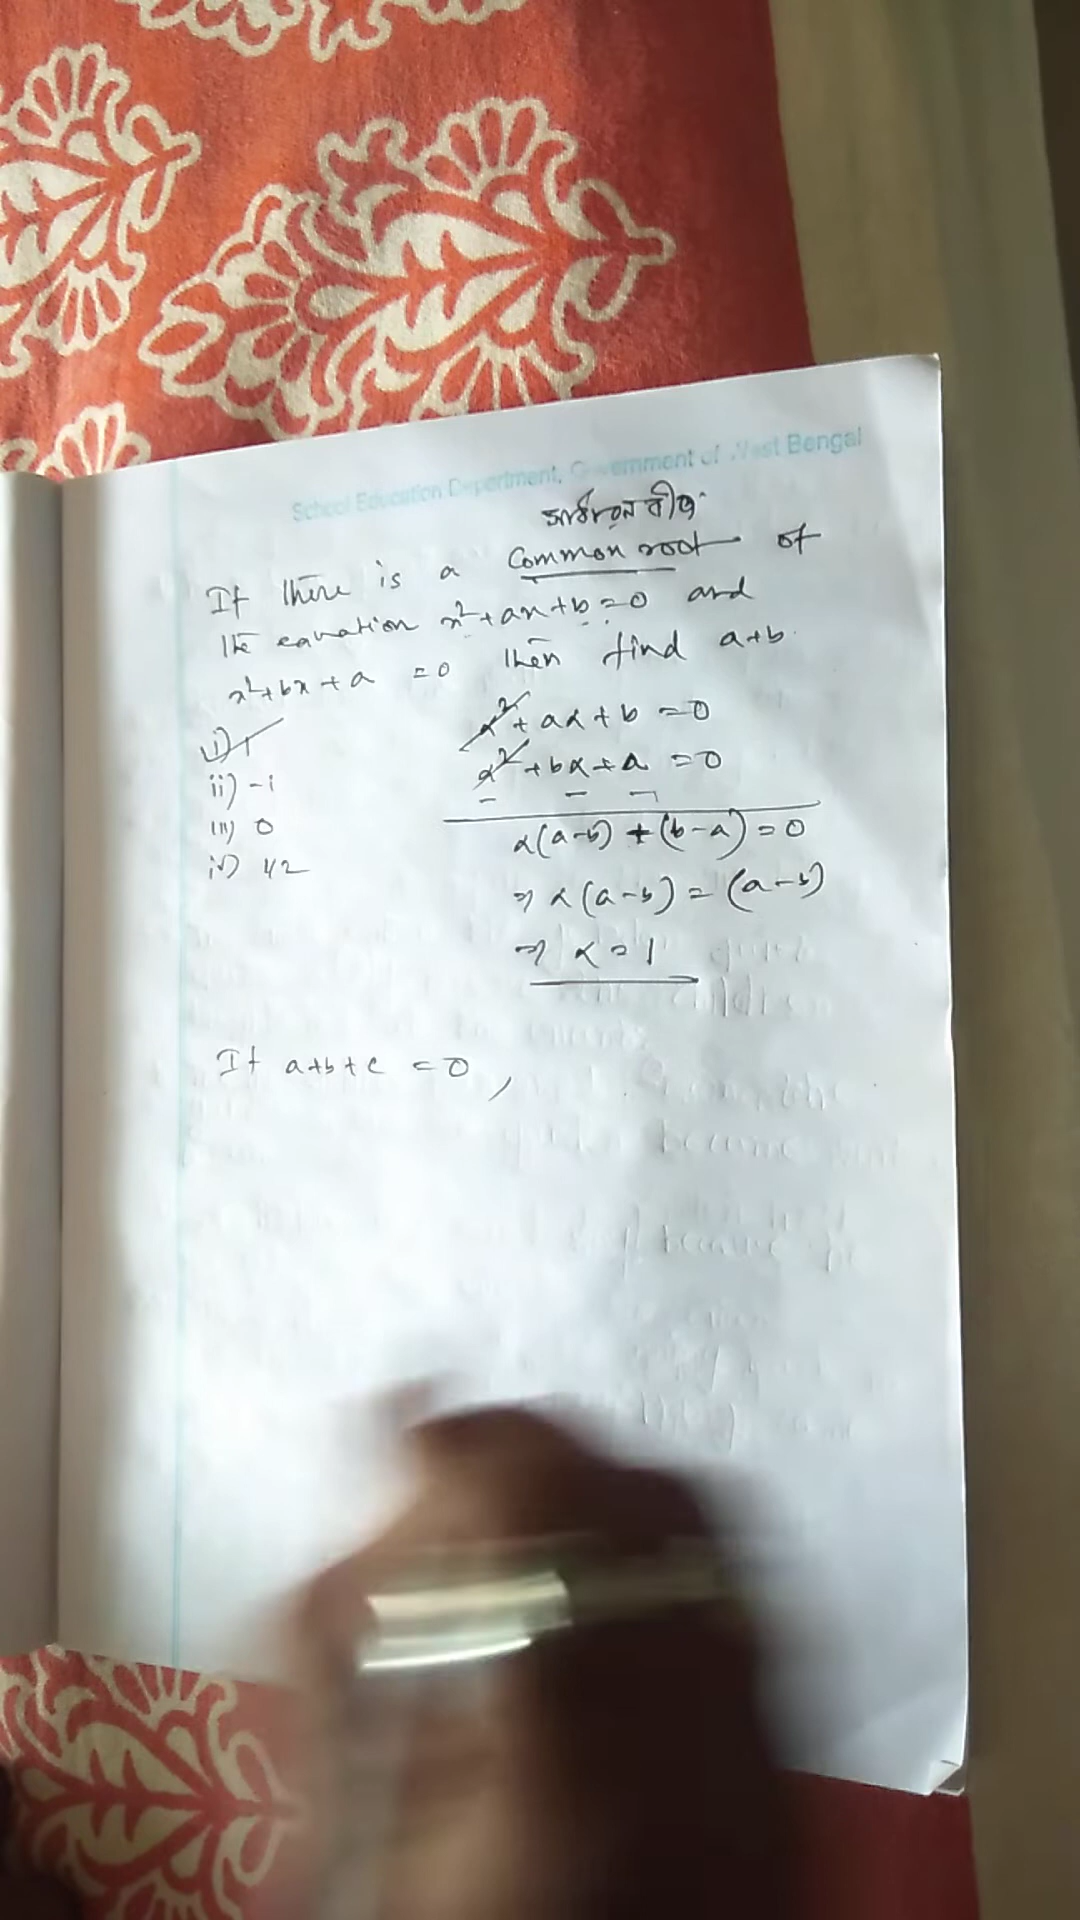 School Education Department, Government of West Bengal
সাধারন বীজ
If there is a common root of
the equation x²+ax+b=0 and
x²+bx+a =0 then find a+b.
i) 1
ii) -1
iii) 0
iv) 1/2
α²+aα+b=0
α²+bα+a=0
- - -
α(a-b)+(b-a)=0
⇒ α(a-b)=(a-b)
⇒ α=1
If a+b+c=0,